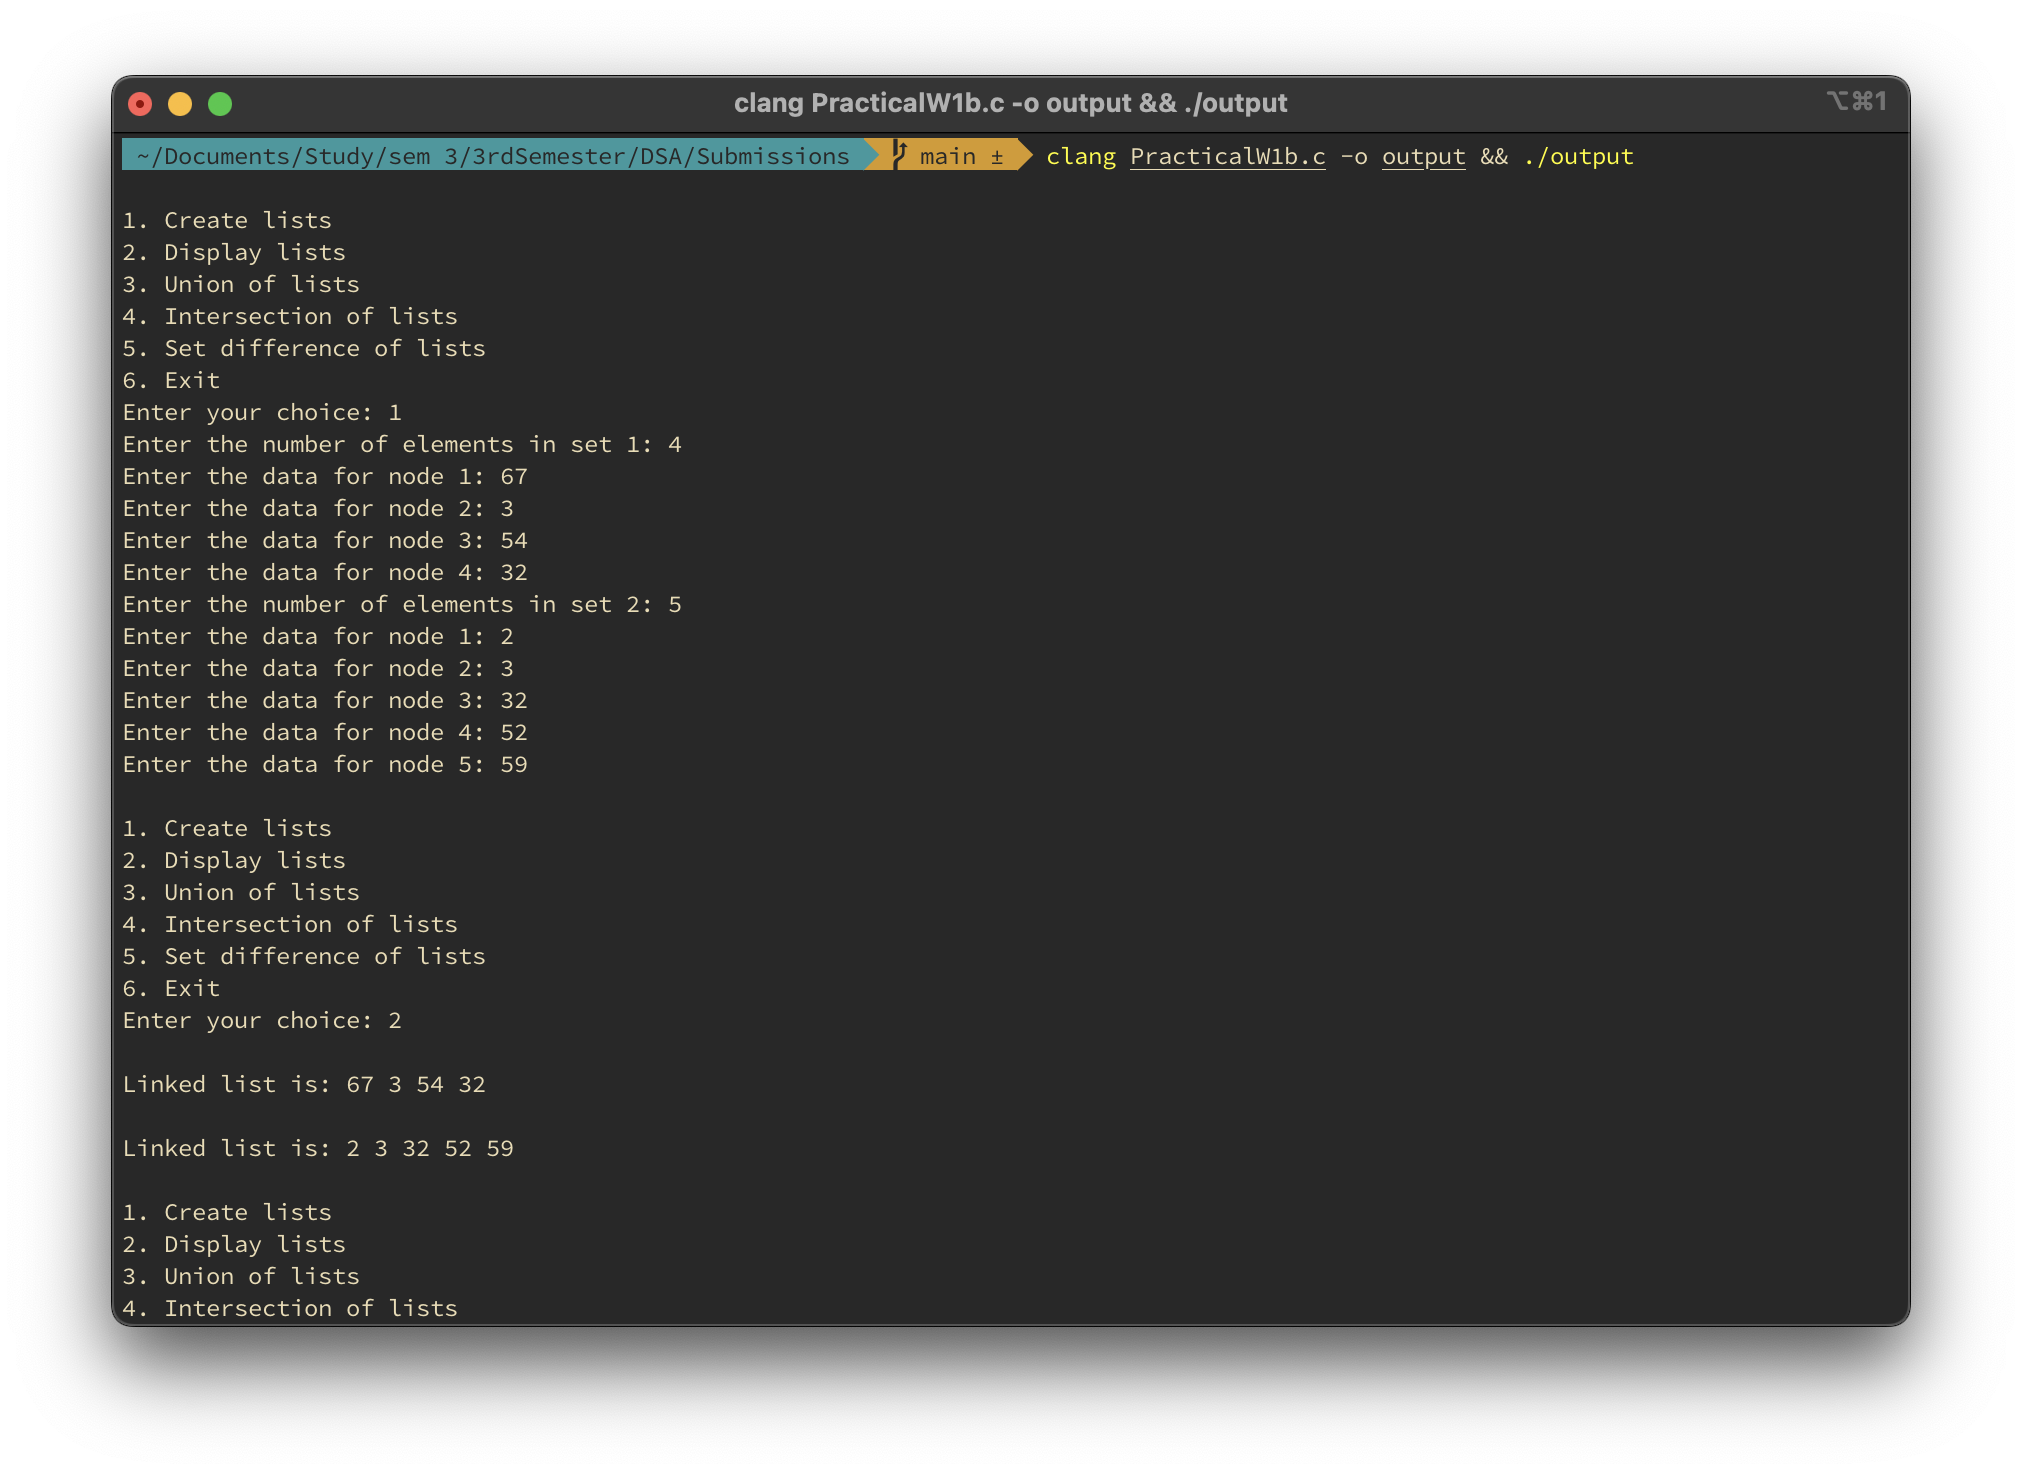 clang PracticalW1b.c -o output && ./output
⌥⌘1
~/Documents/Study/sem 3/3rdSemester/DSA/Submissions main ± clang PracticalW1b.c -o output && ./output
1. Create lists
2. Display lists
3. Union of lists
4. Intersection of lists
5. Set difference of lists
6. Exit
Enter your choice: 1
Enter the number of elements in set 1: 4
Enter the data for node 1: 67
Enter the data for node 2: 3
Enter the data for node 3: 54
Enter the data for node 4: 32
Enter the number of elements in set 2: 5
Enter the data for node 1: 2
Enter the data for node 2: 3
Enter the data for node 3: 32
Enter the data for node 4: 52
Enter the data for node 5: 59
1. Create lists
2. Display lists
3. Union of lists
4. Intersection of lists
5. Set difference of lists
6. Exit
Enter your choice: 2
Linked list is: 67 3 54 32
Linked list is: 2 3 32 52 59
1. Create lists
2. Display lists
3. Union of lists
4. Intersection of lists